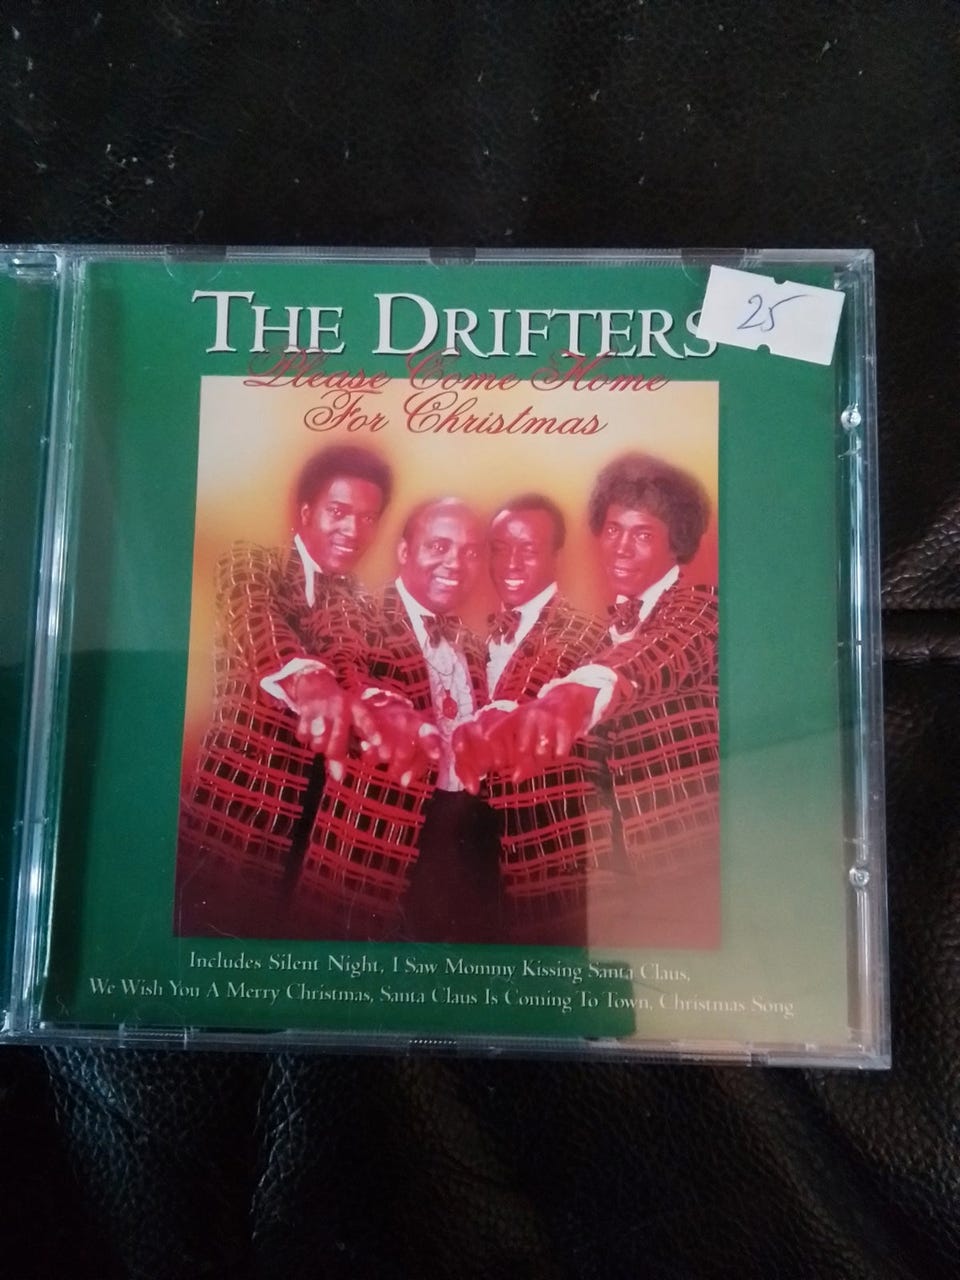 THE DRIFTERS
25
Please Come Home
For Christmas
Includes Silent Night, I Saw Mommy Kissing Santa Claus,
We Wish You A Merry Christmas, Santa Claus Is Coming To Town, Christmas Song